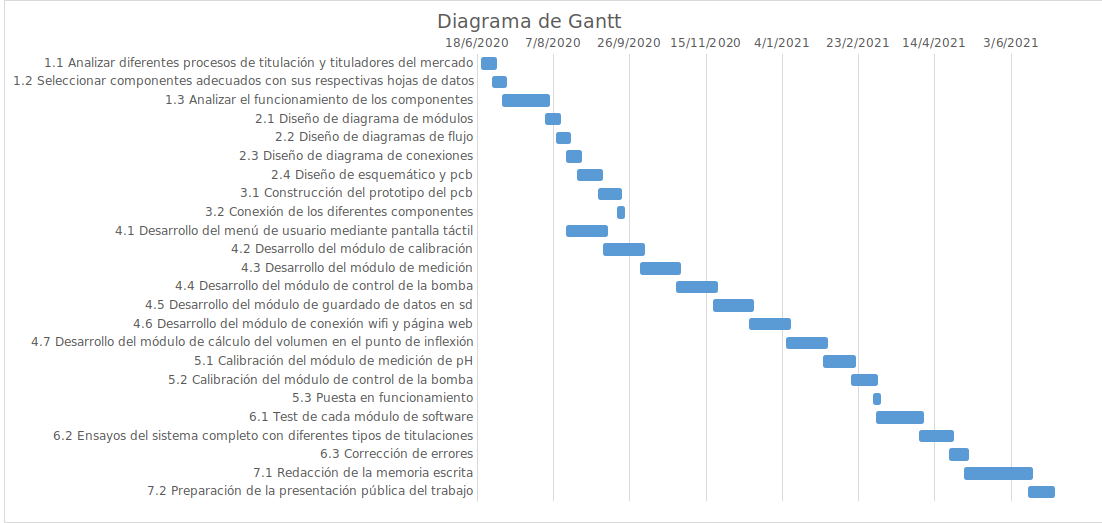 Diagrama de Gantt
18/6/2020 7/8/2020 26/9/2020 15/11/2020 4/1/2021 23/2/2021 14/4/2021 3/6/2021
1.1 Analizar diferentes procesos de titulación y tituladores del mercado
1.2 Seleccionar componentes adecuados con sus respectivas hojas de datos
1.3 Analizar el funcionamiento de los componentes
2.1 Diseño de diagrama de módulos
2.2 Diseño de diagramas de flujo
2.3 Diseño de diagrama de conexiones
2.4 Diseño de esquemático y pcb
3.1 Construcción del prototipo del pcb
3.2 Conexión de los diferentes componentes
4.1 Desarrollo del menú de usuario mediante pantalla táctil
4.2 Desarrollo del módulo de calibración
4.3 Desarrollo del módulo de medición
4.4 Desarrollo del módulo de control de la bomba
4.5 Desarrollo del módulo de guardado de datos en sd
4.6 Desarrollo del módulo de conexión wifi y página web
4.7 Desarrollo del módulo de cálculo del volumen en el punto de inflexión
5.1 Calibración del módulo de medición de pH
5.2 Calibración del módulo de control de la bomba
5.3 Puesta en funcionamiento
6.1 Test de cada módulo de software
6.2 Ensayos del sistema completo con diferentes tipos de titulaciones
6.3 Corrección de errores
7.1 Redacción de la memoria escrita
7.2 Preparación de la presentación pública del trabajo